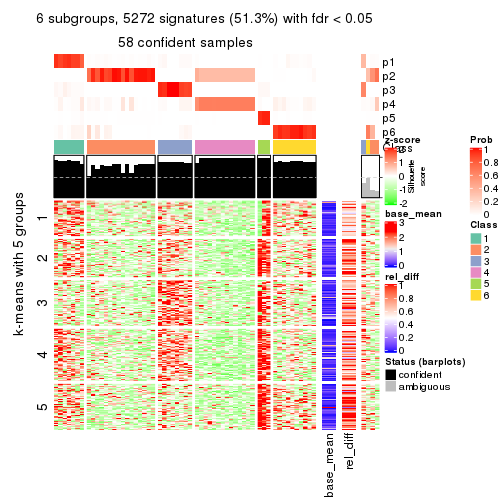 6 subgroups, 5272 signatures (51.3%) with fdr < 0.05
58 confident samples
p1
p2
p3
p4
p5
p6
Class
z-score
2
1
0
-1
-2
Silhouette
score
k-means with 5 groups
1
2
3
4
5
base_mean
3
2
1
0
rel_diff
1
0.8
0.6
0.4
0.2
0
Status (barplots)
confident
ambiguous
Prob
1
0.8
0.6
0.4
0.2
0
Class
1
2
3
4
5
6
base_mean
rel_diff